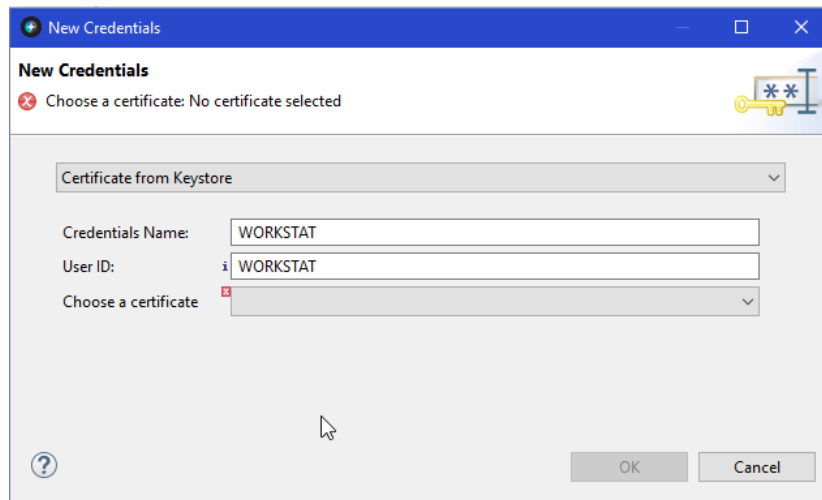 New Credentials
New Credentials
Choose a certificate: No certificate selected
**
Certificate from Keystore
Credentials Name: WORKSTAT
User ID: i WORKSTAT
Choose a certificate
? OK Cancel